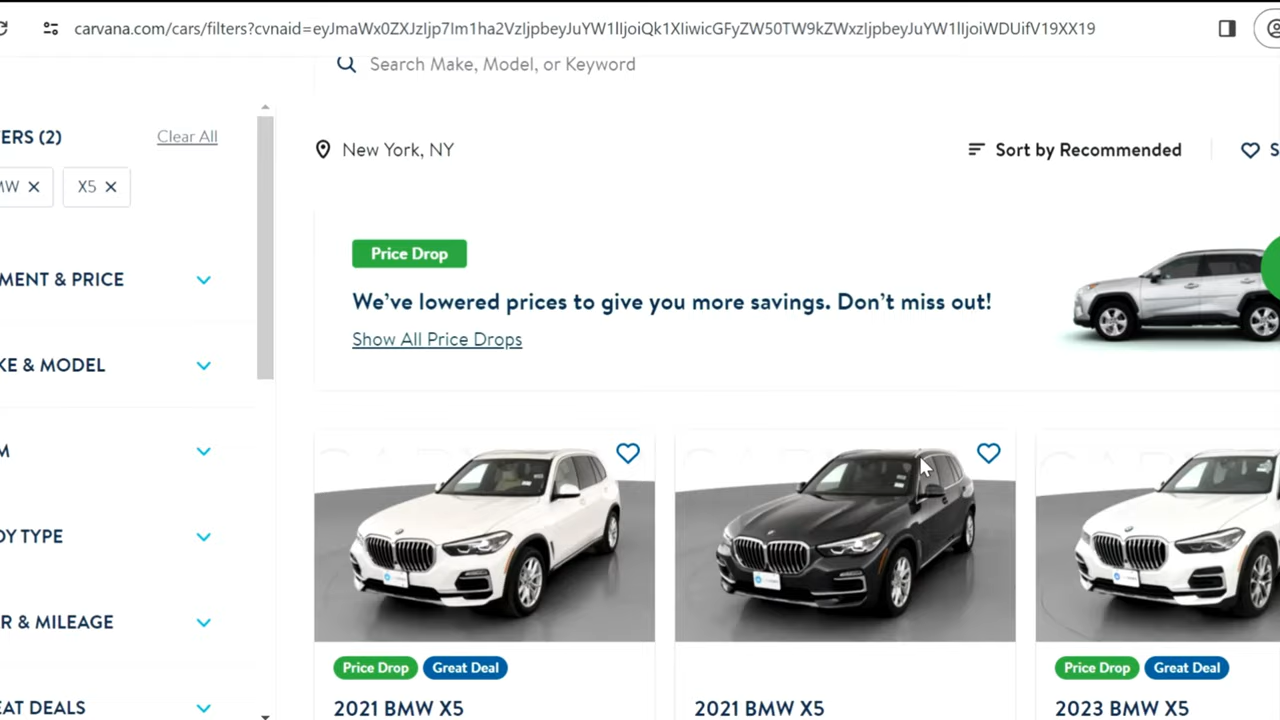 carvana.com/cars/filters?cvnaid=eyJmaWx0ZXJzIjp7Im1ha2VzIjpbeyJuYW1lIjoiQk1XIiwicGFyZW50TW9kZWxzIjpbeyJuYW1lIjoiWDUifV19XX19
Search Make, Model, or Keyword
ERS (2)
Clear All
New York, NY
Sort by Recommended
S
MW
X5
Price Drop
We've lowered prices to give you more savings. Don't miss out!
Show All Price Drops
MENT & PRICE
KE & MODEL
M
DY TYPE
R & MILEAGE
EAT DEALS
Price Drop
Great Deal
Price Drop
Great Deal
2021 BMW X5
2021 BMW X5
2023 BMW X5